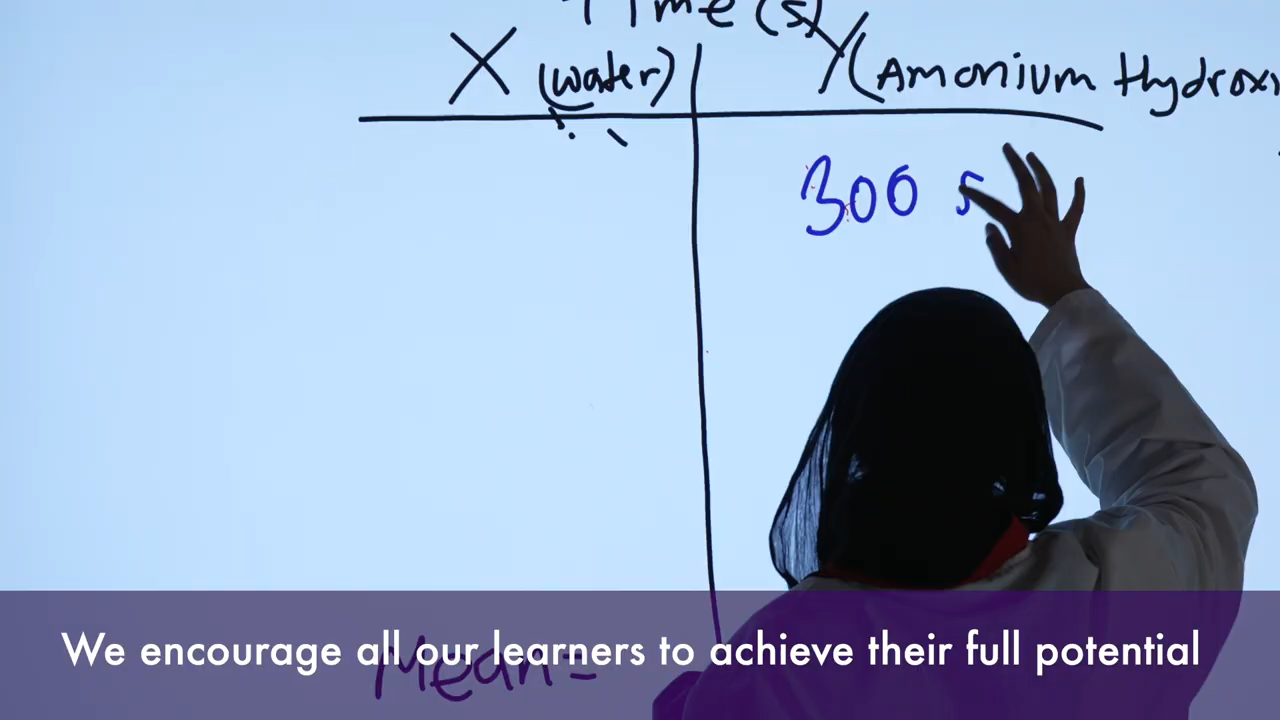 Time (s)
X (water) Y (Amonium Hydroxi
300 s
Mean =
We encourage all our learners to achieve their full potential